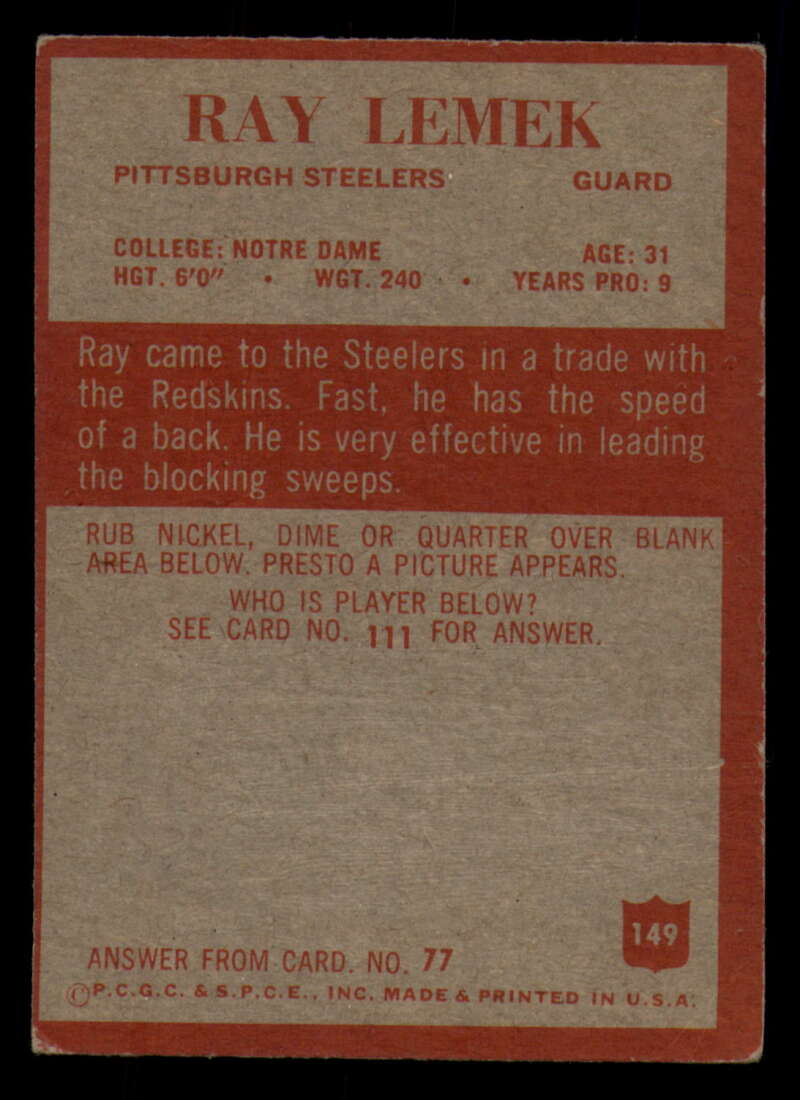 RAY LEMEK
PITTSBURGH STEELERS GUARD
COLLEGE: NOTRE DAME AGE: 31
HGT. 6'0" • WGT. 240 • YEARS PRO: 9
Ray came to the Steelers in a trade with
the Redskins. Fast, he has the speed
of a back. He is very effective in leading
the blocking sweeps.
RUB NICKEL, DIME OR QUARTER OVER BLANK
AREA BELOW. PRESTO A PICTURE APPEARS.
WHO IS PLAYER BELOW?
SEE CARD NO. 111 FOR ANSWER.
149
ANSWER FROM CARD. NO. 77
©P.C.G.C. & S.P.C.E., INC. MADE & PRINTED IN U.S.A.